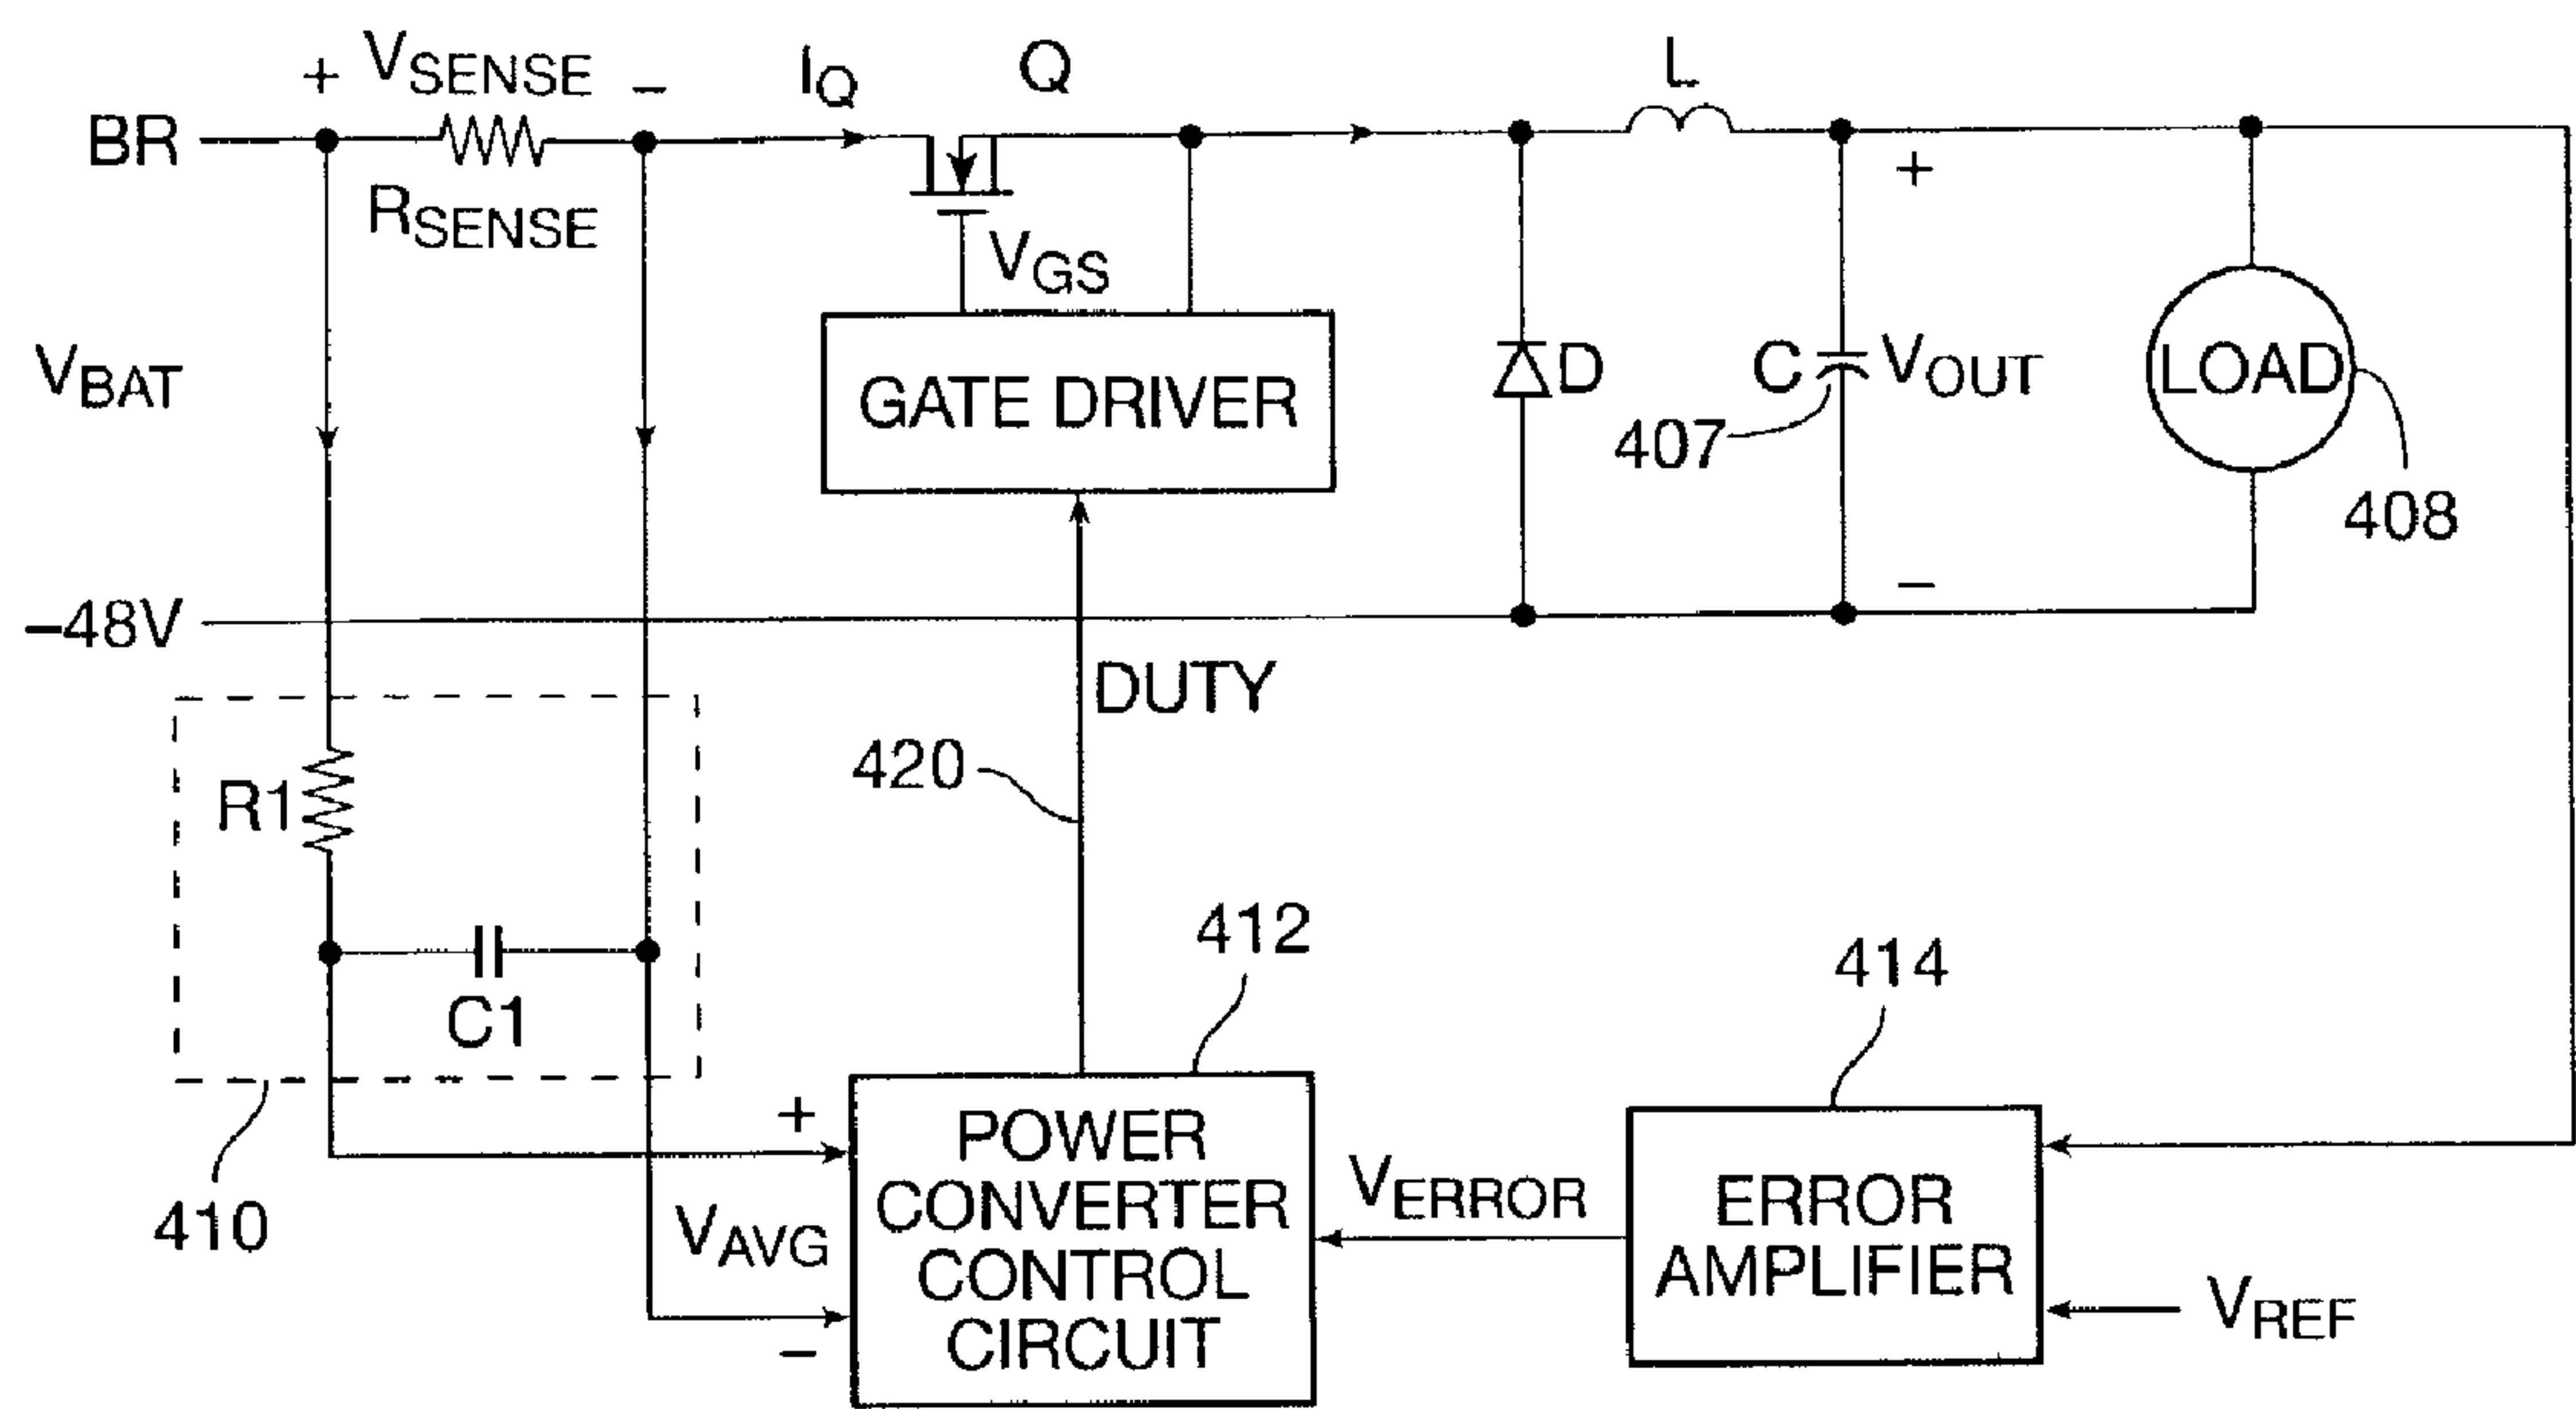 + VSENSE −
IQ
Q
L
BR
RSENSE
+
VGS
VBAT
GATE DRIVER
D
C
VOUT
LOAD
407
408
−
–48V
DUTY
420
R1
C1
412
414
410
+
POWER
CONVERTER
CONTROL
CIRCUIT
VAVG
−
VERROR
ERROR
AMPLIFIER
VREF